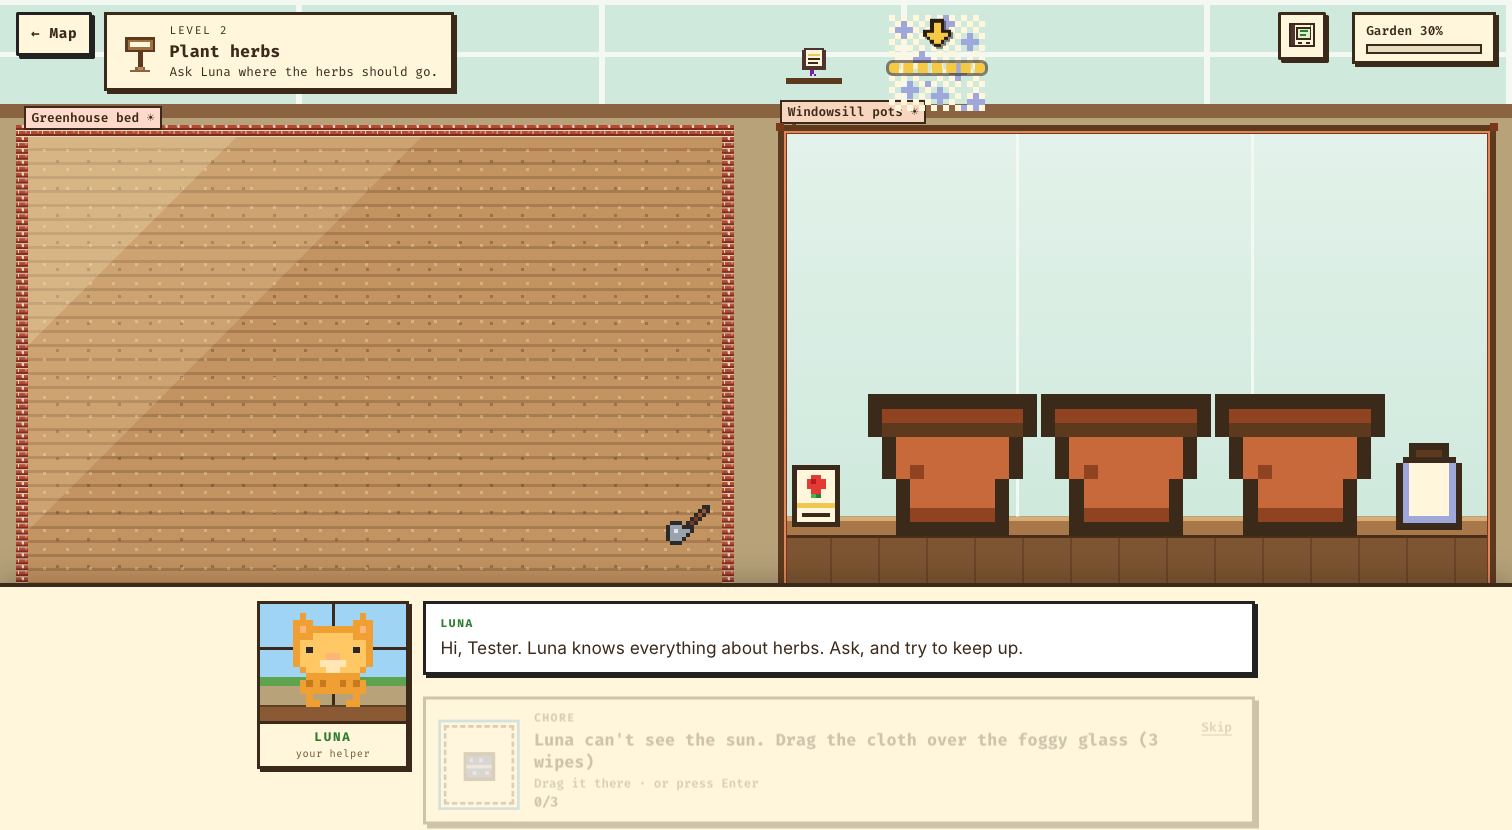 ← Map
LEVEL 2
Plant herbs
Ask Luna where the herbs should go.
Garden 30%
Greenhouse bed ☀
Windowsill pots ☀
LUNA
Hi, Tester. Luna knows everything about herbs. Ask, and try to keep up.
LUNA
your helper
CHORE
Luna can't see the sun. Drag the cloth over the foggy glass (3
wipes)
Drag it there · or press Enter
0/3
Skip